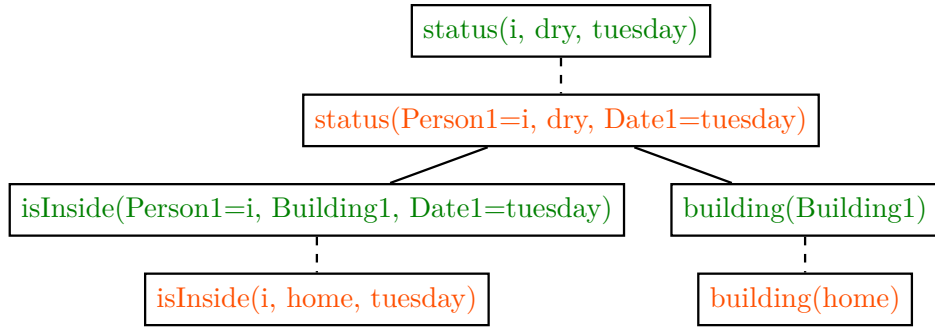 status(i, dry, tuesday)
status(Person1=i, dry, Date1=tuesday)
isInside(Person1=i, Building1, Date1=tuesday)
building(Building1)
isInside(i, home, tuesday)
building(home)